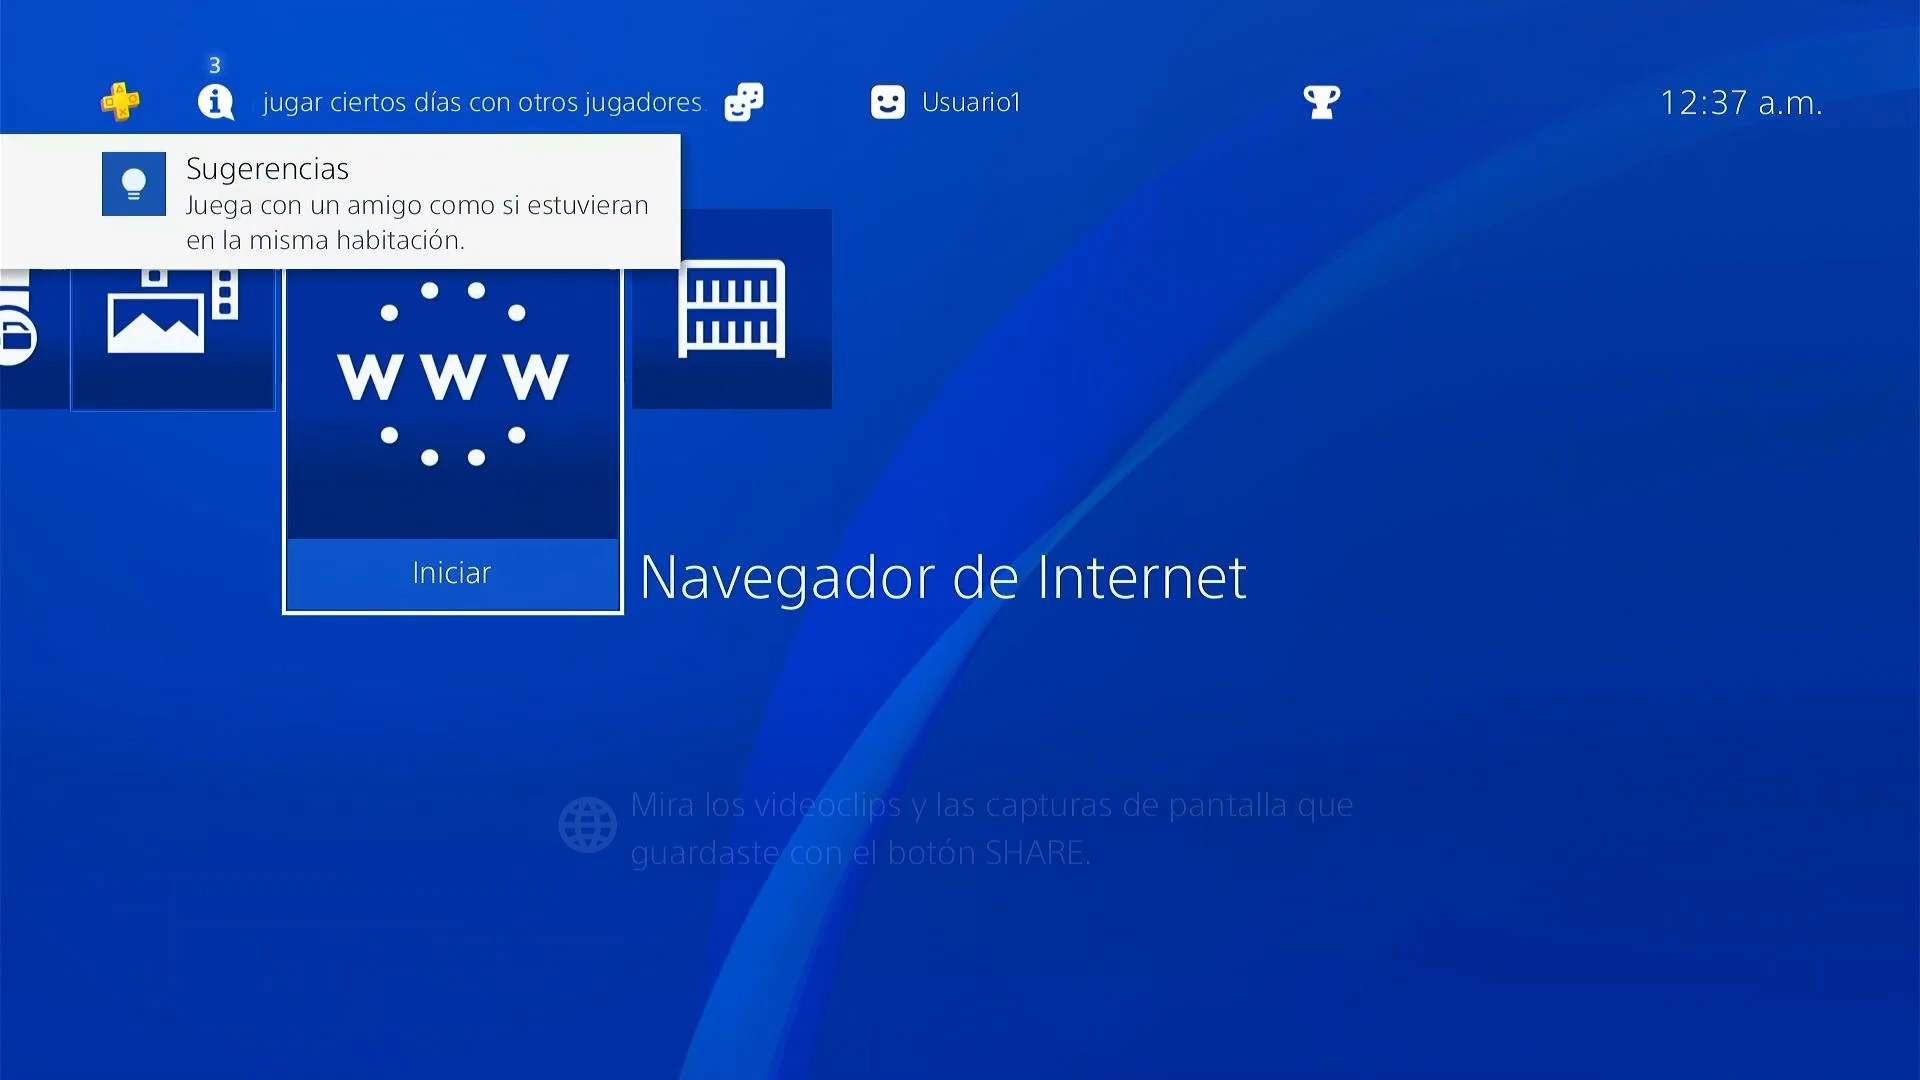 3
jugar ciertos días con otros jugadores.
Usuario1
12:37 a.m.
Sugerencias
Juega con un amigo como si estuvieran
en la misma habitación.
WWW
Iniciar
Navegador de Internet
Mira los videoclips y las capturas de pantalla que
guardaste con el botón SHARE.